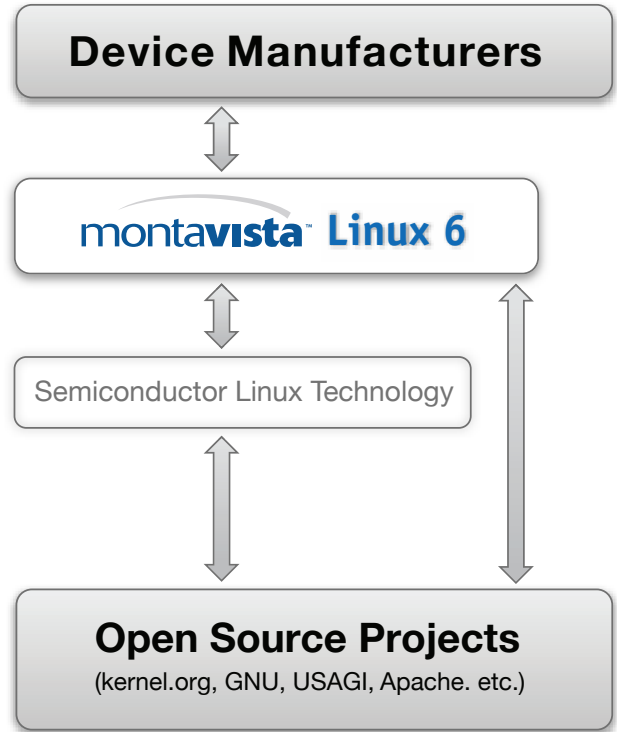 Device Manufacturers
montavista™ Linux 6
Semiconductor Linux Technology
Open Source Projects
(kernel.org, GNU, USAGI, Apache. etc.)